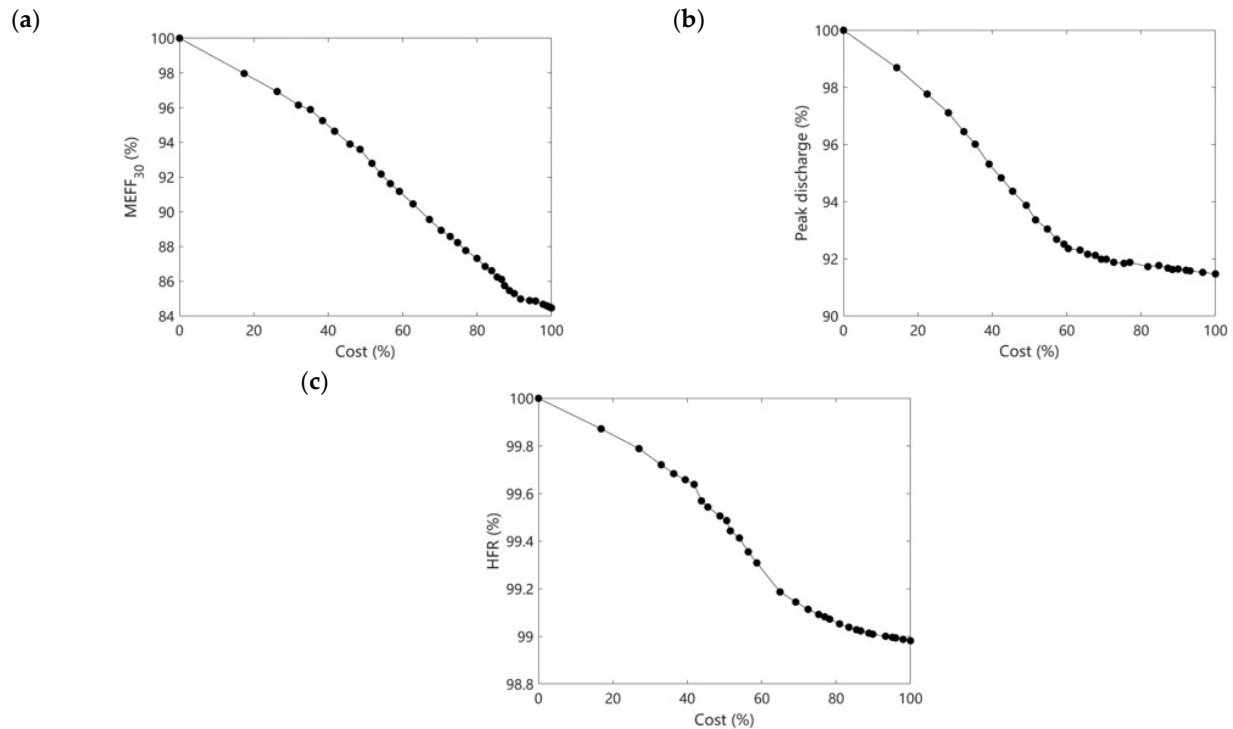 (a)
100
98
96
94
92
90
88
86
84
MEFF30 (%)
0 20 40 60 80 100
Cost (%)
(b)
100
98
96
94
92
90
Peak discharge (%)
0 20 40 60 80 100
Cost (%)
(c)
100
99.8
99.6
99.4
99.2
99
98.8
HFR (%)
0 20 40 60 80 100
Cost (%)